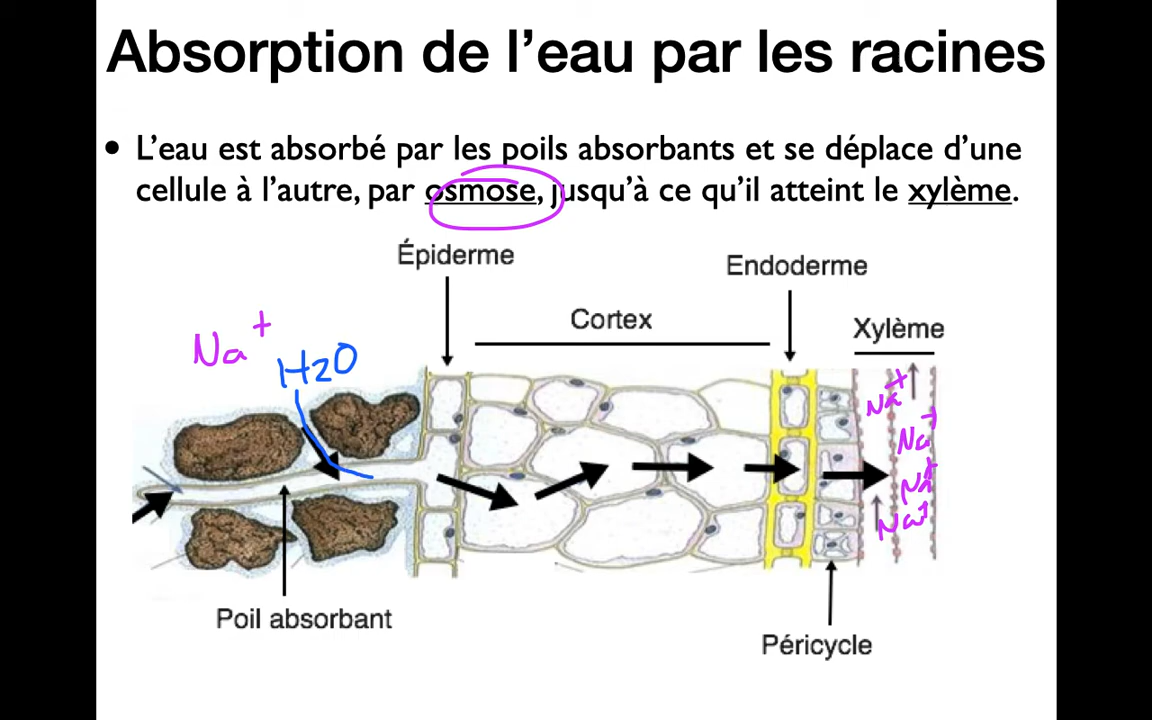 Absorption de l'eau par les racines
• L'eau est absorbé par les poils absorbants et se déplace d'une
cellule à l'autre, par osmose, jusqu'à ce qu'il atteint le xylème.
Épiderme
Endoderme
Cortex
Xylème
Na+
H2O
Na+
Na+
Na+
Na+
Poil absorbant
Péricycle